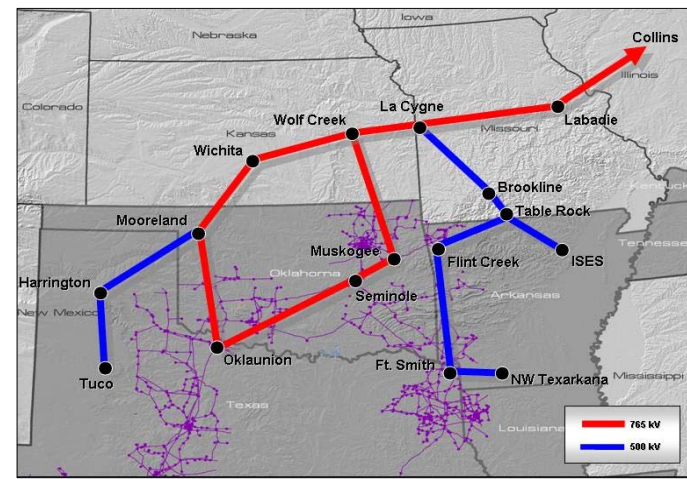 Iowa
Nebraska
Collins
Illinois
Colorado
La Cygne
Wolf Creek
Labadie
Kansas
Missouri
Wichita
Brookline
Kentucky
Table Rock
Mooreland
Muskogee
Flint Creek
ISES
Tennessee
Oklahoma
Harrington
Seminole
Arkansas
New Mexico
Oklaunion
Ft. Smith
NW Texarkana
Mississippi
Tuco
Texas
Louisiana
765 kV
500 kV